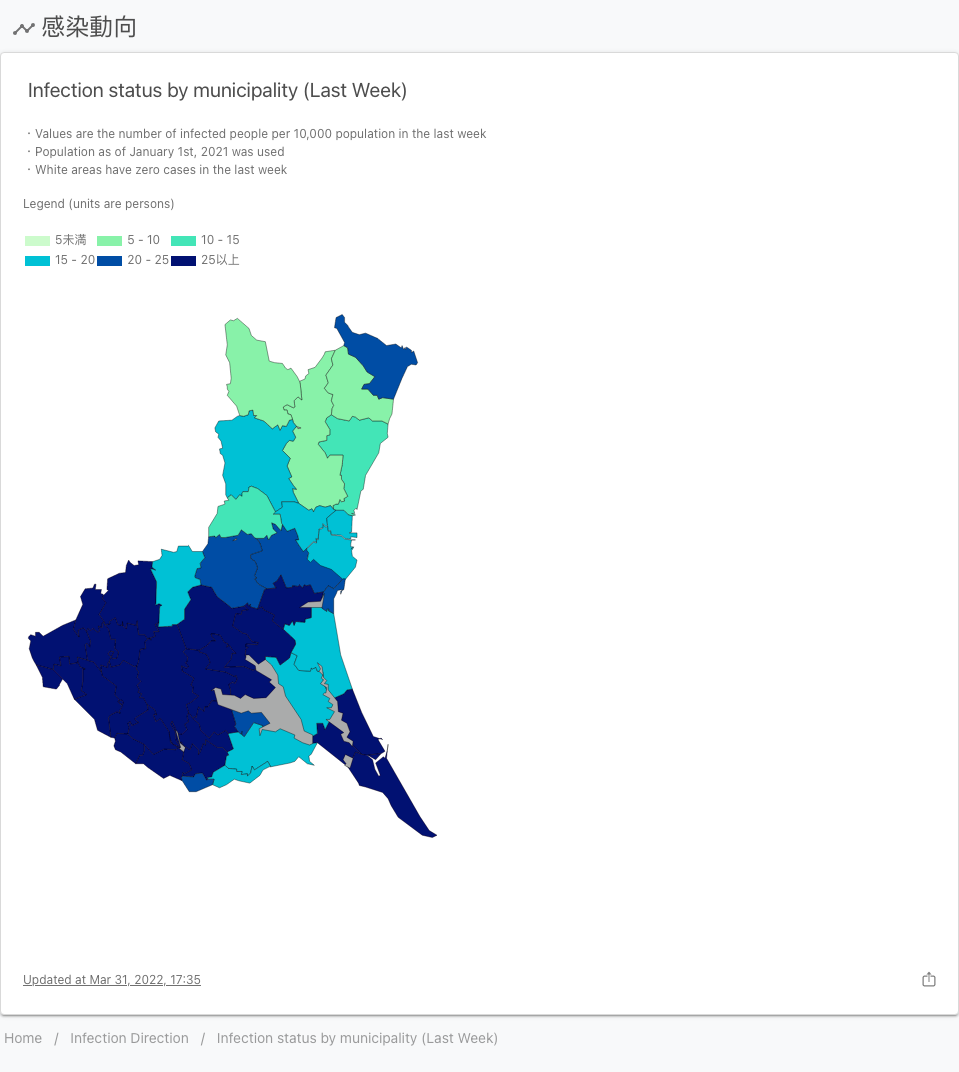 感染動向
Infection status by municipality (Last Week)
・Values are the number of infected people per 10,000 population in the last week
・Population as of January 1st, 2021 was used
・White areas have zero cases in the last week
Legend (units are persons)
5未満 5 - 10 10 - 15
15 - 20 20 - 25 25以上
Updated at Mar 31, 2022, 17:35
Home / Infection Direction / Infection status by municipality (Last Week)